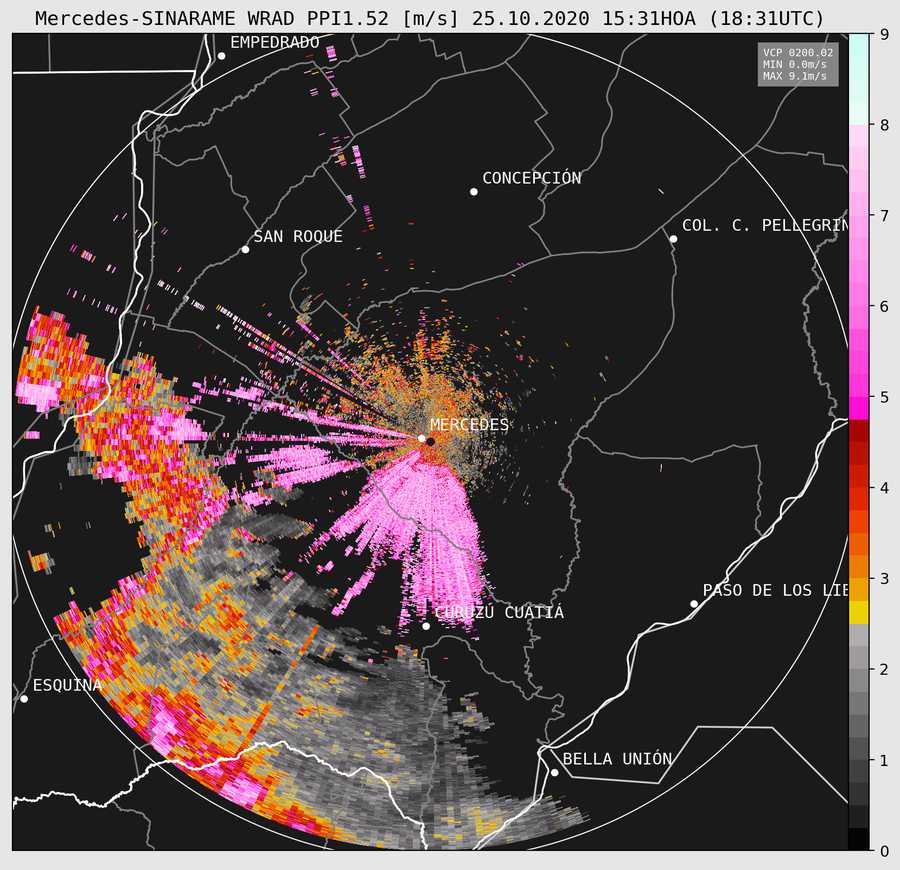 Mercedes-SINARAME WRAD PPI1.52 [m/s] 25.10.2020 15:31HOA (18:31UTC)
EMPEDRADO
VCP 0200.02
MIN 0.0m/s
MAX 9.1m/s
9
8
CONCEPCIÓN
SAN ROQUE
COL. C. PELLEGRIN
7
6
5
MERCEDES
4
3
PASO DE LOS LIE
CURUZÚ CUATIÁ
2
ESQUINA
BELLA UNIÓN
1
0